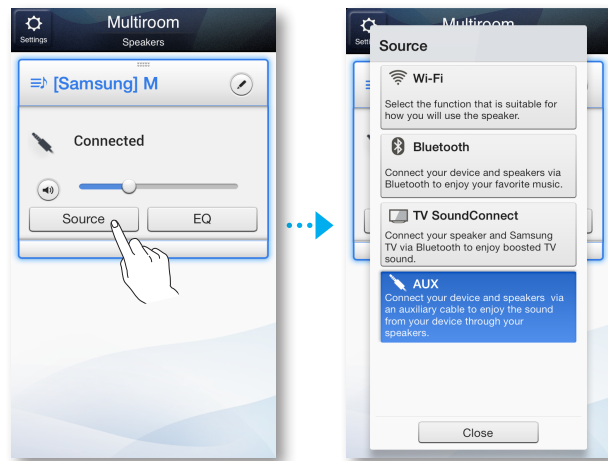 Multiroom
Settings
Speakers
[Samsung] M
Connected
Source
EQ
Multiroom
Setti
Source
Wi-Fi
Select the function that is suitable for
how you will use the speaker.
Bluetooth
Connect your device and speakers via
Bluetooth to enjoy your favorite music.
TV SoundConnect
Connect your speaker and Samsung
TV via Bluetooth to enjoy boosted TV
sound.
AUX
Connect your device and speakers via
an auxiliary cable to enjoy the sound
from your device through your
speakers.
Close